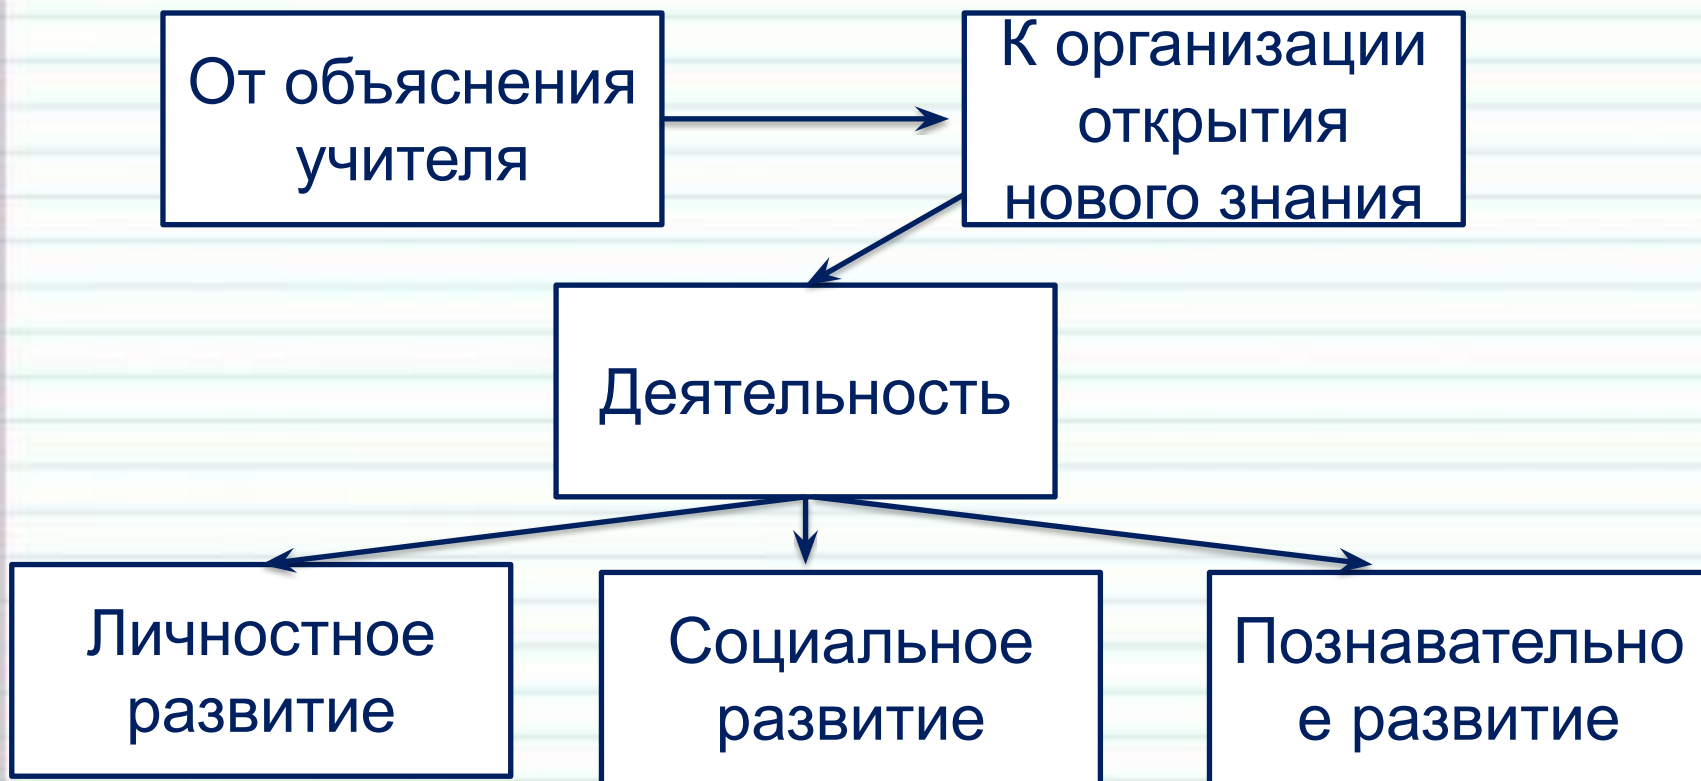 От объяснения
учителя
К организации
открытия
нового знания
Деятельность
Личностное
развитие
Социальное
развитие
Познавательно
е развитие